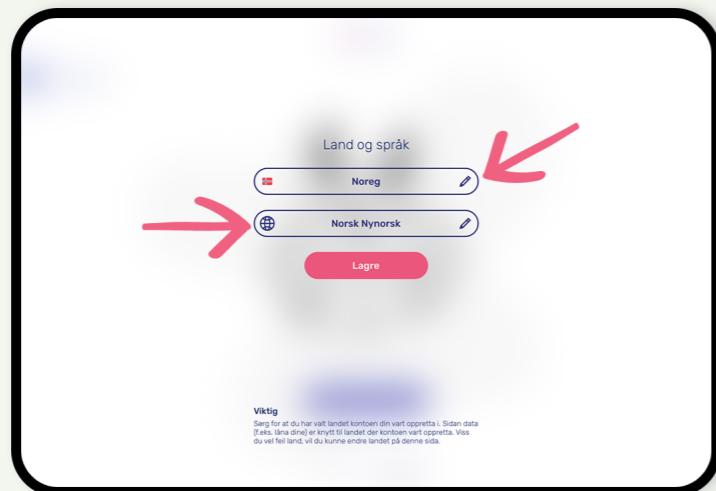 Land og språk
Noreg
Norsk Nynorsk
Lagre
Viktig
Sørg for at du har valt landet kontoen din vart oppretta i. Sidan data
(f.eks. låna dine) er knytt til landet der kontoen vart oppretta. Viss
du vel feil land, vil du kunne endre landet på denne sida.